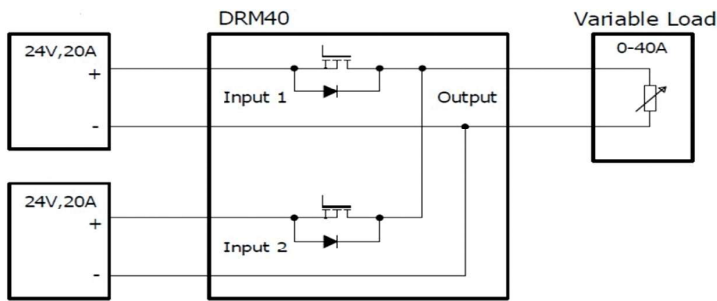 DRM40
Variable Load
24V,20A
+
-
Input 1
Output
0-40A
24V,20A
+
-
Input 2